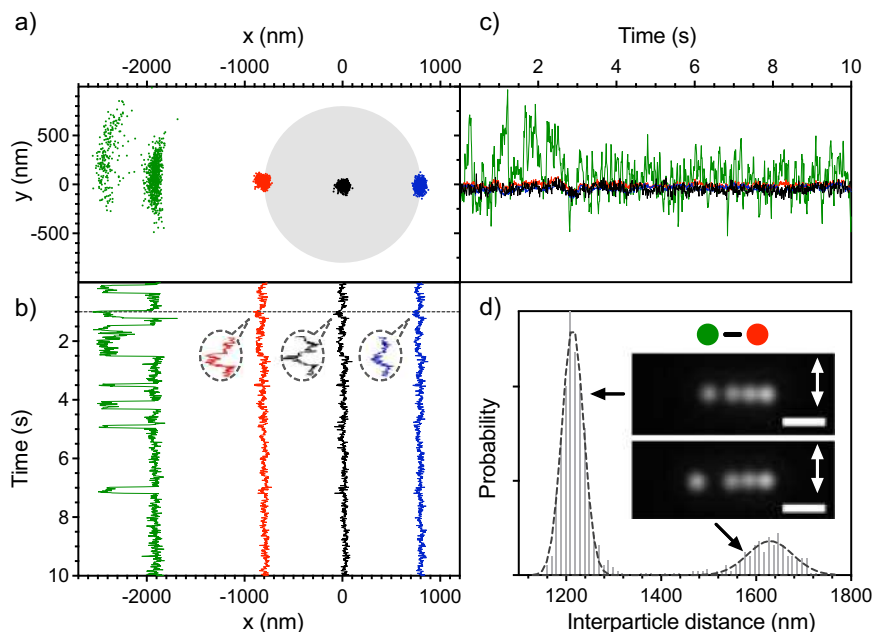 a)
x (nm)
-2000 -1000 0 1000
y (nm)
500
0
-500
c)
Time (s)
2 4 6 8 10
b)
Time (s)
2
4
6
8
10
-2000 -1000 0 1000
x (nm)
d)
Probability
1200 1400 1600 1800
Interparticle distance (nm)